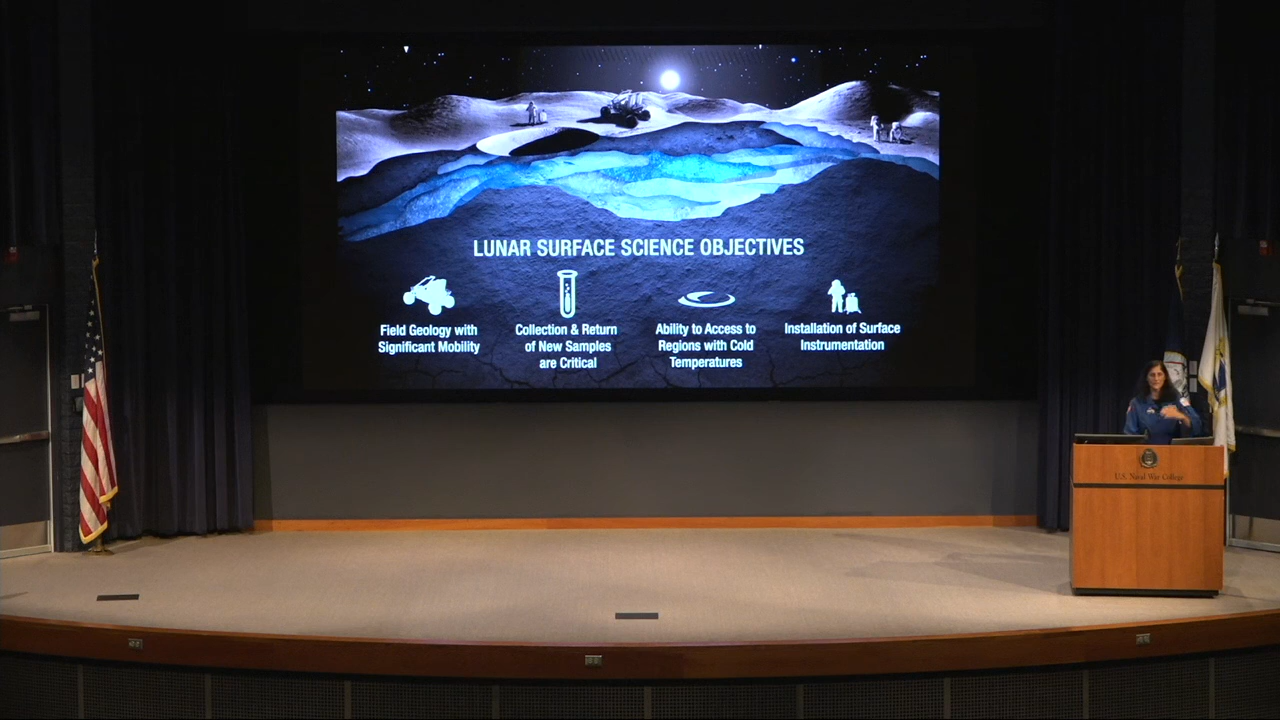 LUNAR SURFACE SCIENCE OBJECTIVES
Field Geology with
Significant Mobility
Collection & Return
of New Samples
are Critical
Ability to Access to
Regions with Cold
Temperatures
Installation of Surface
Instrumentation
U.S. Naval War College